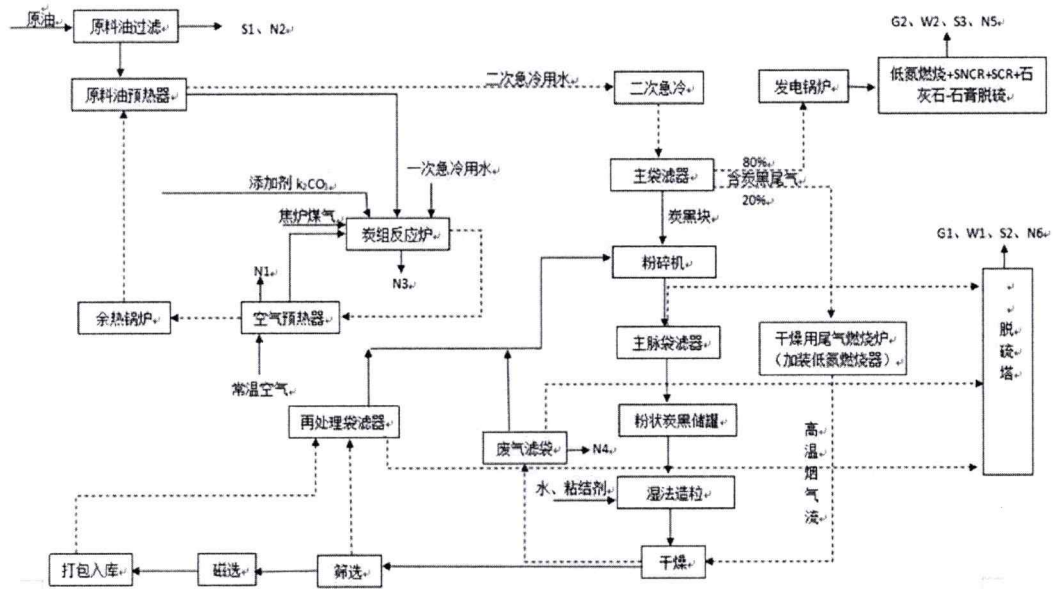 原油
原料油过滤
S1、N2
G2、W2、S3、N5
原料油预热器
二次急冷用水
二次急冷
发电锅炉
低氮燃烧+SNCR+SCR+石
灰石-石膏脱硫
一次急冷用水
主袋滤器
80%
含炭黑尾气
20%
添加剂 k₂CO₃
焦炉煤气
炭组反应炉
炭黑块
粉碎机
G1、W1、S2、N6
N1
N3
余热锅炉
空气预热器
主脉袋滤器
干燥用尾气燃烧炉
（加装低氮燃烧器）
脱硫塔
常温空气
再处理袋滤器
废气滤袋
N4
粉状炭黑储罐
高温烟气流
水、粘结剂
湿法造粒
打包入库
磁选
筛选
干燥